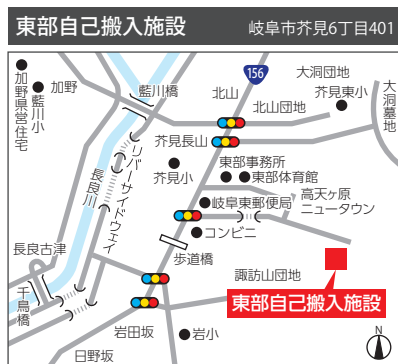 東部自己搬入施設
岐阜市芥見6丁目401
加野県営住宅
藍川小
加野
藍川橋
156
北山
大洞団地
芥見東小
大洞墓地
北山団地
芥見長山
リバーサイドウェイ
長良川
芥見小
東部事務所
東部体育館
高天ヶ原
ニュータウン
岐阜東郵便局
コンビニ
歩道橋
長良古津
千鳥橋
諏訪山団地
東部自己搬入施設
岩田坂
岩小
日野坂
N